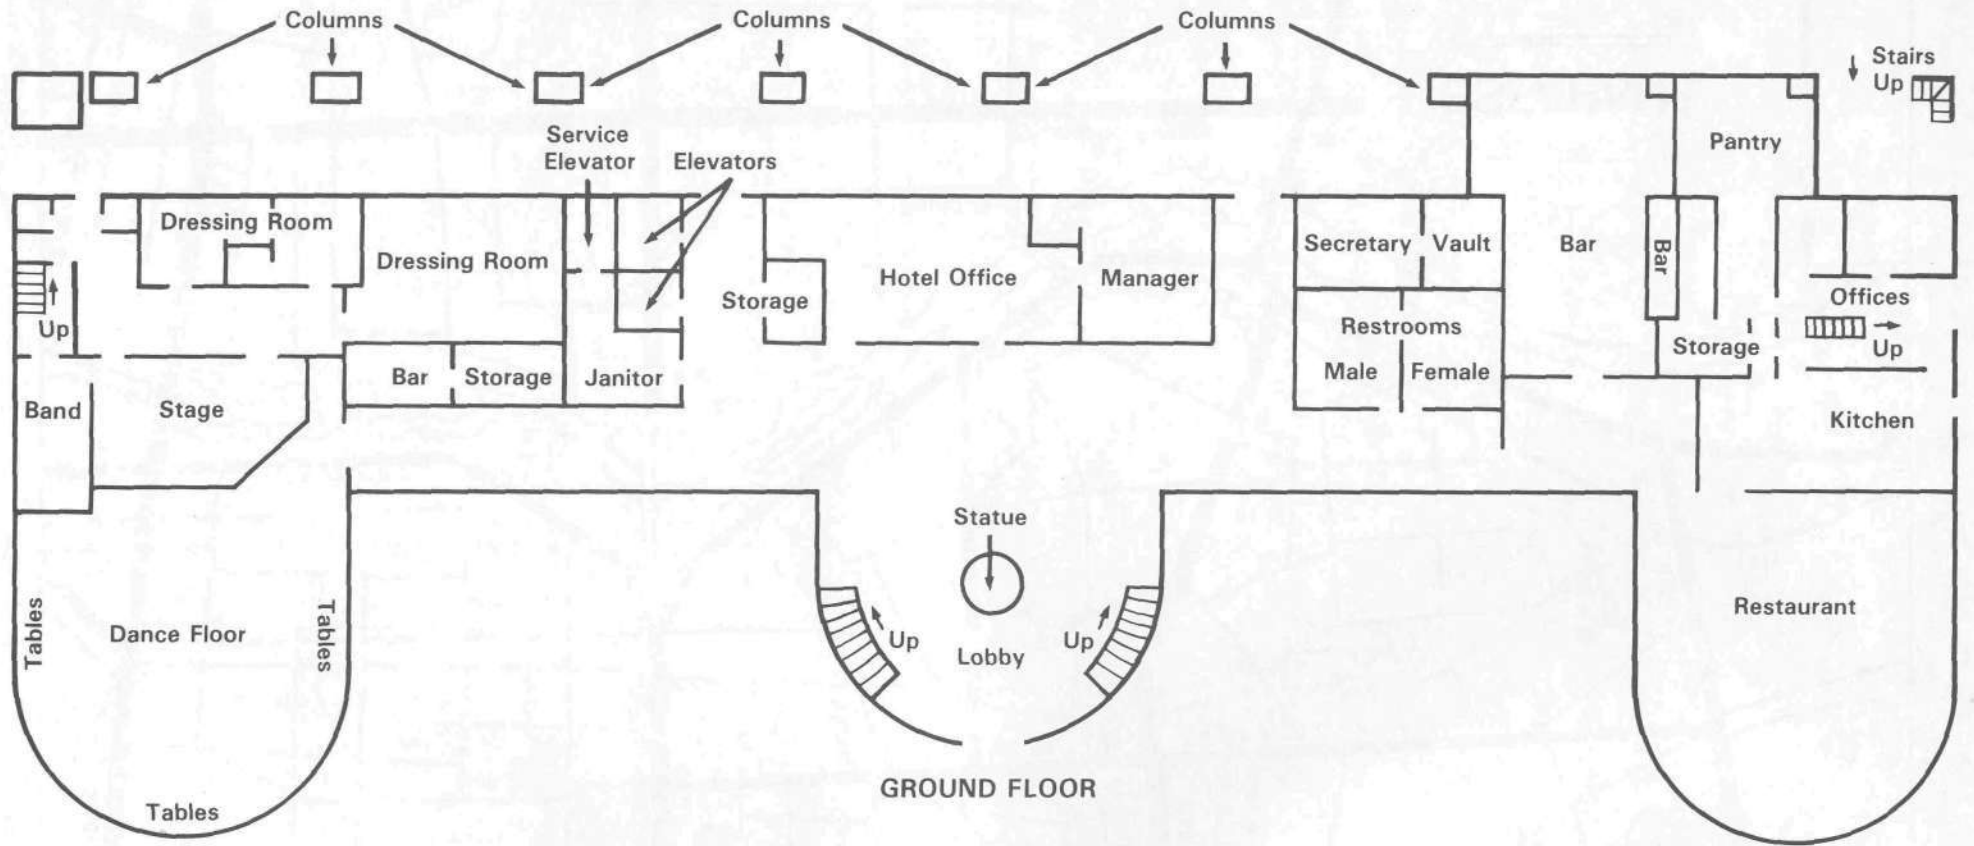 Columns
Columns
Columns
Stairs
Up
Service
Elevator
Elevators
Pantry
Dressing Room
Dressing Room
Storage
Hotel Office
Manager
Secretary
Vault
Bar
Bar
Offices
Up
Up
Restrooms
Male
Female
Storage
Bar
Storage
Janitor
Band
Stage
Kitchen
Statue
Tables
Dance Floor
Tables
Up
Lobby
Up
Restaurant
Tables
GROUND FLOOR